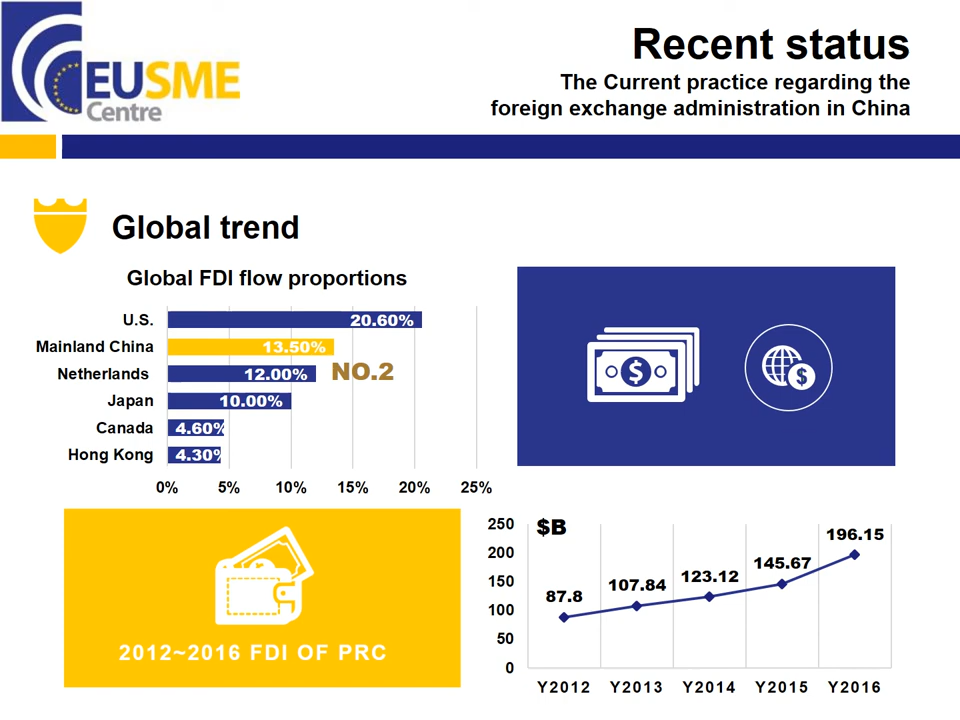 EUSME
Centre
Recent status
The Current practice regarding the
foreign exchange administration in China
Global trend
Global FDI flow proportions
U.S. 20.60%
Mainland China 13.50%
Netherlands 12.00% NO.2
Japan 10.00%
Canada 4.60%
Hong Kong 4.30%
0% 5% 10% 15% 20% 25%
2012~2016 FDI OF PRC
$B
250
200
150
100
50
0
87.8 107.84 123.12 145.67 196.15
Y2012 Y2013 Y2014 Y2015 Y2016